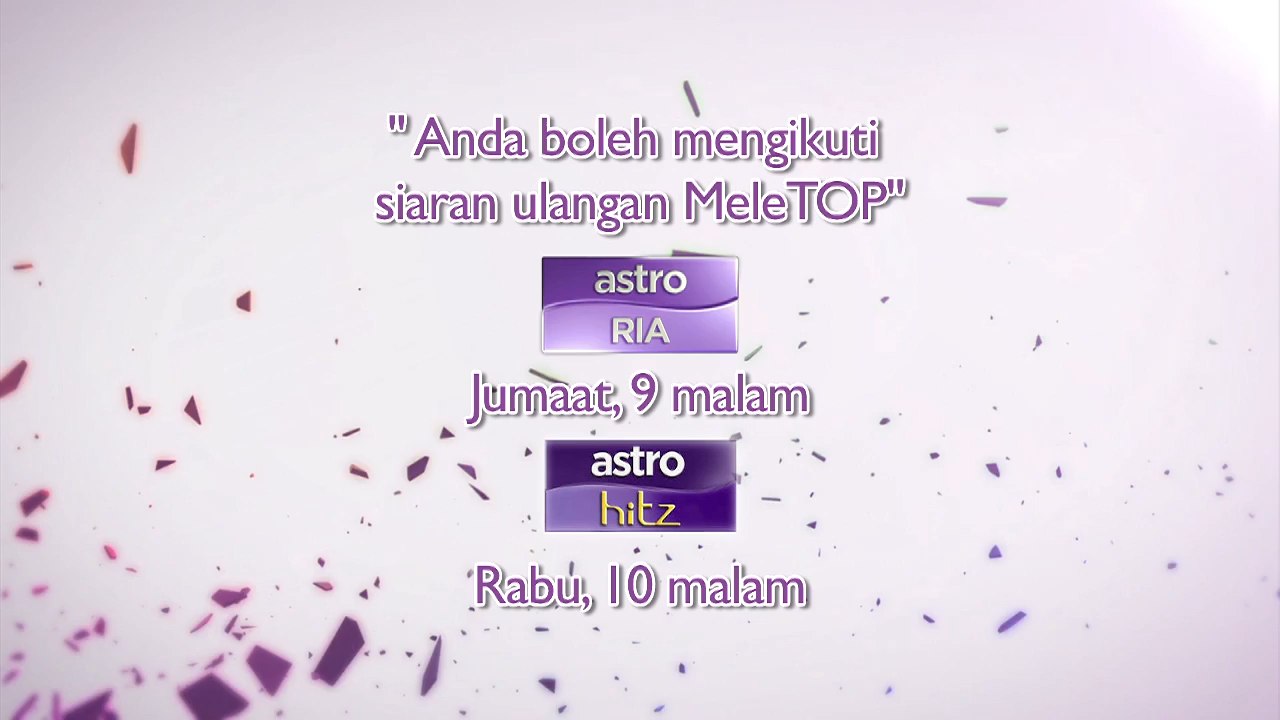 " Anda boleh mengikuti
siaran ulangan MeleTOP"
astro
RIA
Jumaat, 9 malam
astro
hitz
Rabu, 10 malam